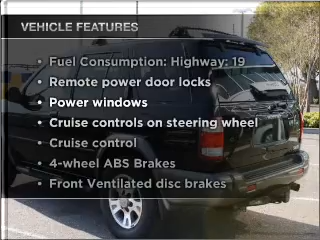 VEHICLE FEATURES
• Fuel Consumption: Highway: 19
• Remote power door locks
• Power windows
• Cruise controls on steering wheel
• Cruise control
• 4-wheel ABS Brakes
• Front Ventilated disc brakes